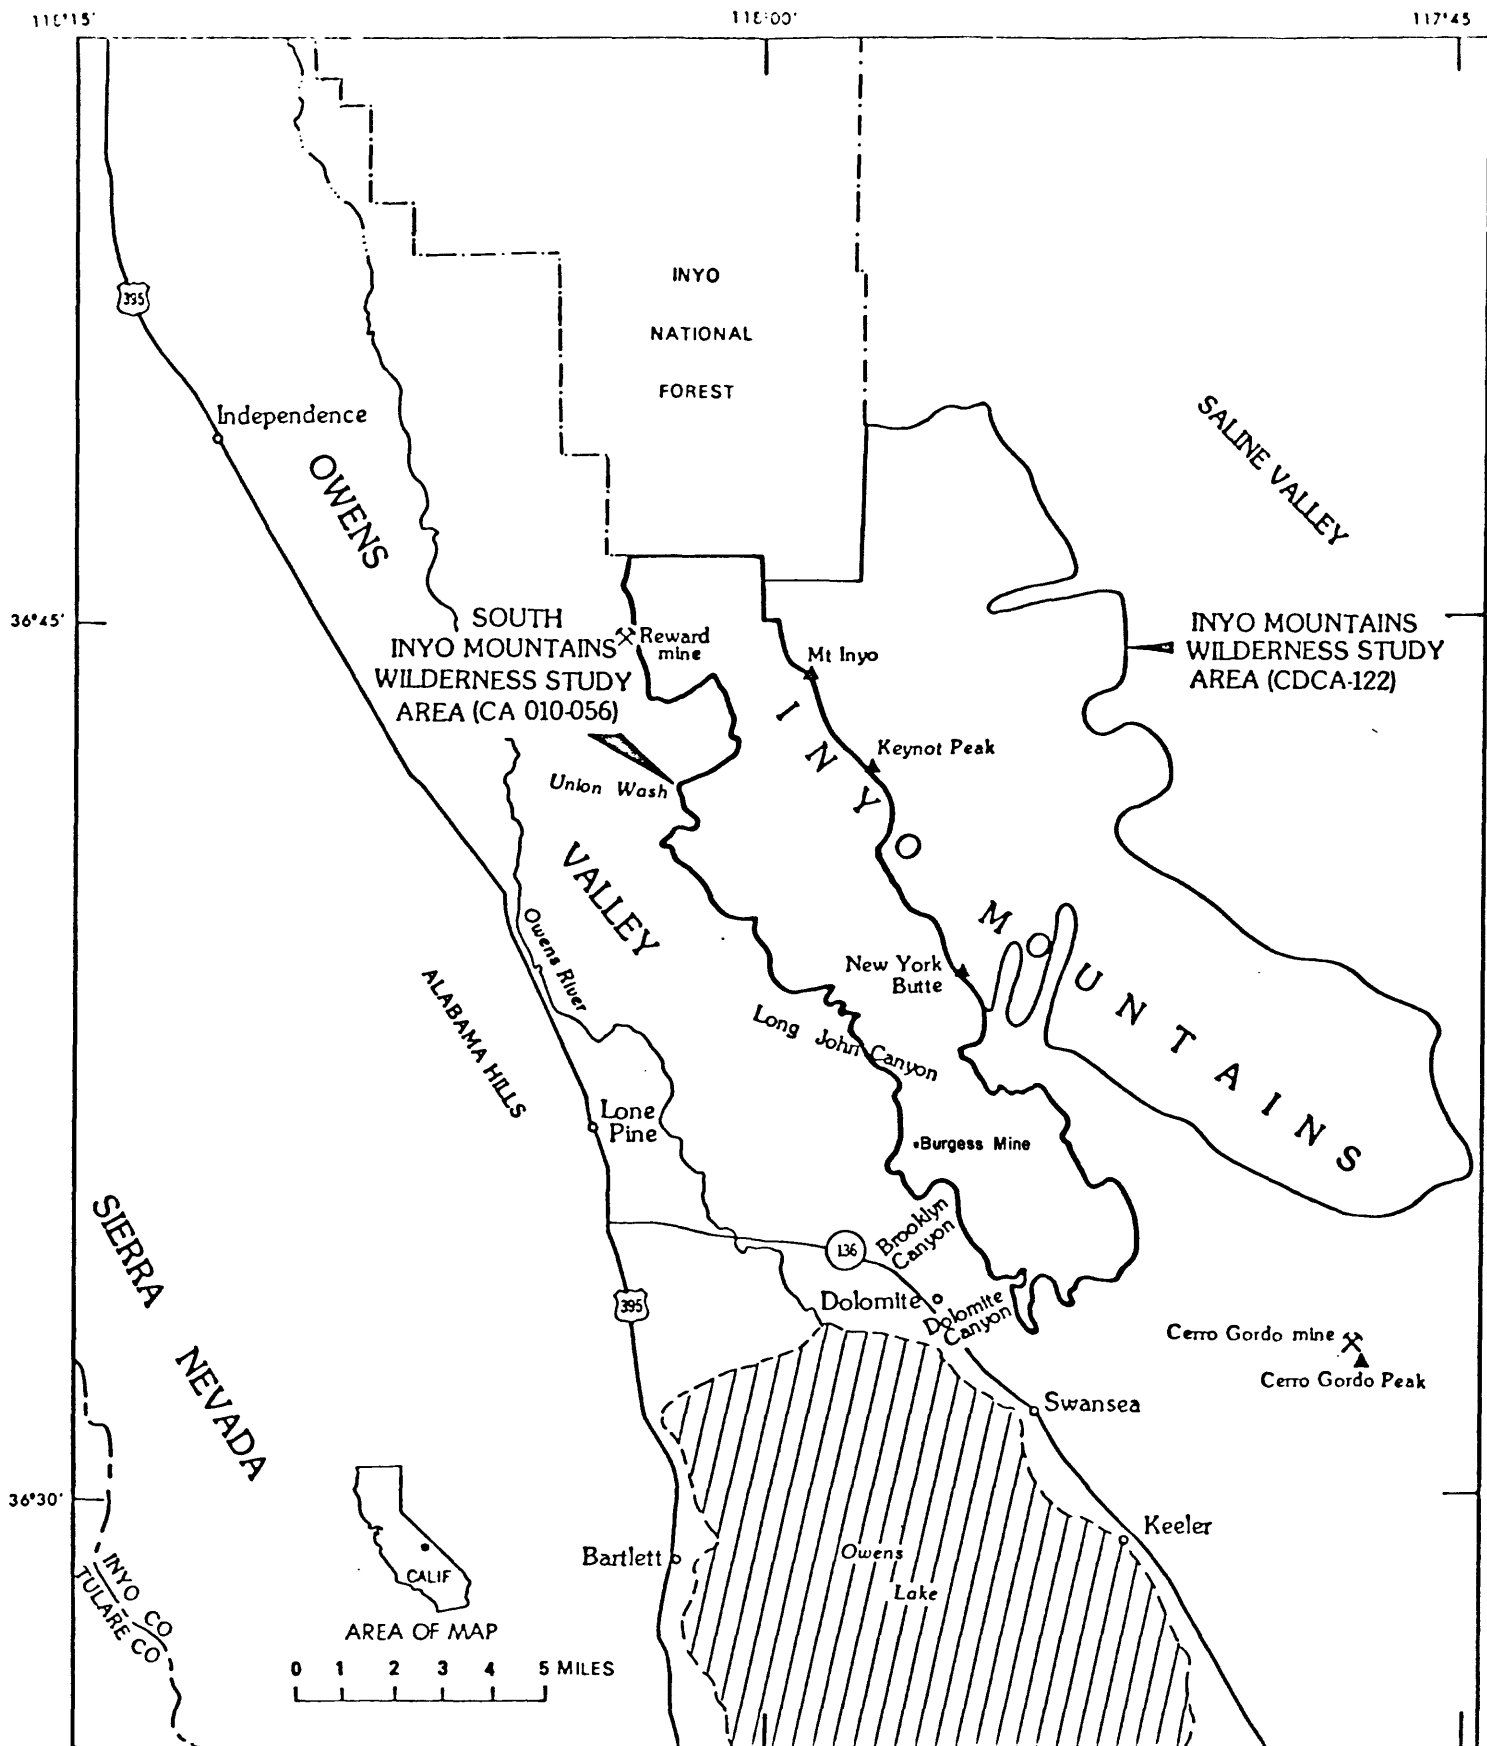 118°00'
117°45
INYO
NATIONAL
FOREST
395
Independence
OWENS
SALINE VALLEY
36°45'
SOUTH
INYO MOUNTAINS
WILDERNESS STUDY
AREA (CA 010-056)
Reward
mine
Mt Inyo
INYO MOUNTAINS
WILDERNESS STUDY
AREA (CDCA-122)
INYO MOUNTAINS
Keynot Peak
Union Wash
VALLEY
Owens River
New York
Butte
ALABAMA HILLS
Long John Canyon
Lone
Pine
Burgess Mine
SIERRA
NEVADA
Brooklyn
Canyon
136
395
Dolomite
Dolomite
Canyon
Cerro Gordo mine
Cerro Gordo Peak
Swansea
36°30'
Keeler
Bartlett
Owens
Lake
INYO CO
TULARE CO
CALIF
AREA OF MAP
0 1 2 3 4 5 MILES